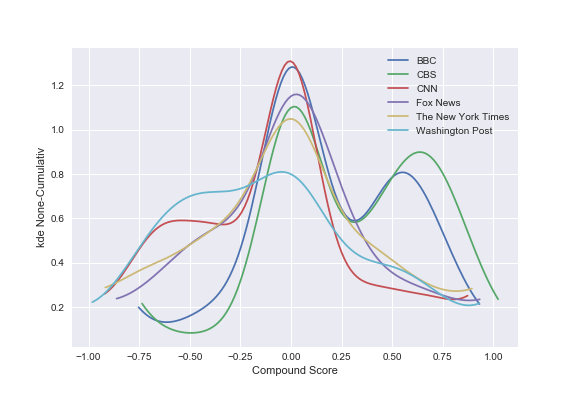 BBC
CBS
CNN
Fox News
The New York Times
Washington Post
kde None-Cumulativ
1.2
1.0
0.8
0.6
0.4
0.2
−1.00 −0.75 −0.50 −0.25 0.00 0.25 0.50 0.75 1.00
Compound Score